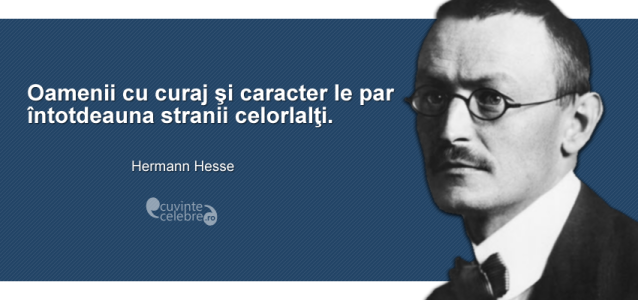 Oamenii cu curaj şi caracter le par
întotdeauna stranii celorlalţi.
Hermann Hesse
cuvinte
celebre.ro